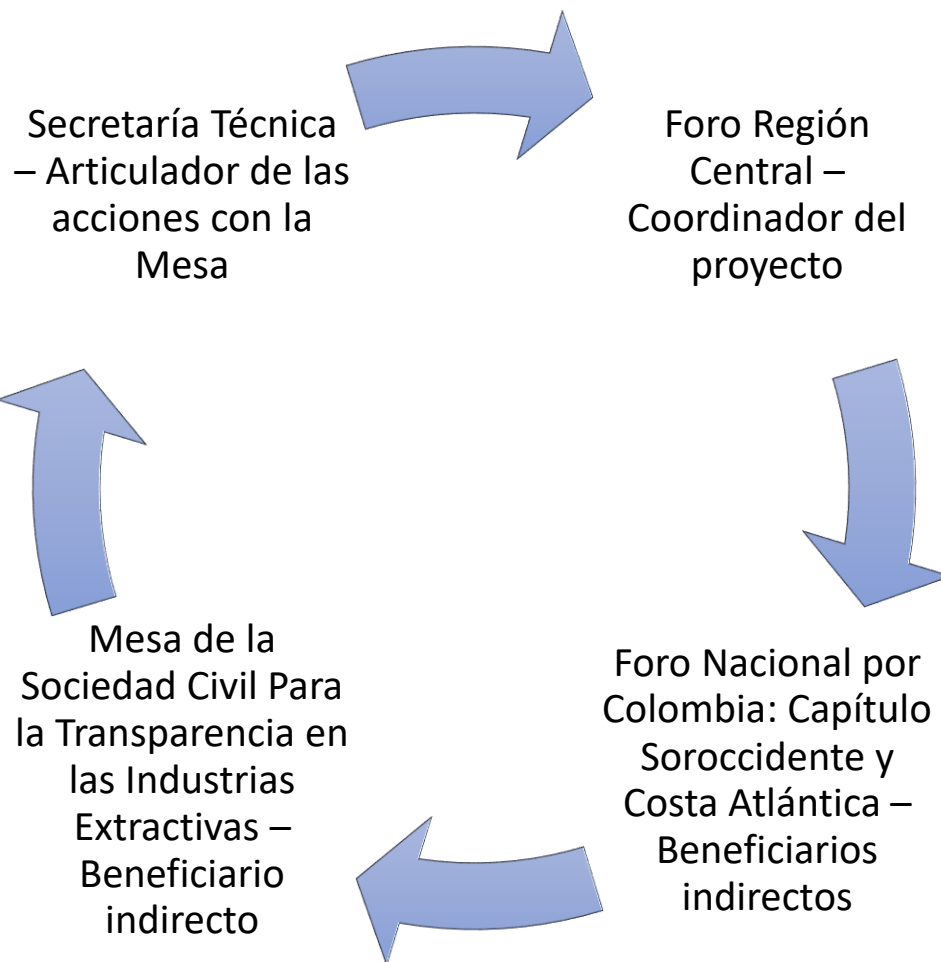 Secretaría Técnica
– Articulador de las
acciones con la
Mesa
Foro Región
Central –
Coordinador del
proyecto
Foro Nacional por
Colombia: Capítulo
Soroccidente y
Costa Atlántica –
Beneficiarios
indirectos
Mesa de la
Sociedad Civil Para
la Transparencia en
las Industrias
Extractivas –
Beneficiario
indirecto